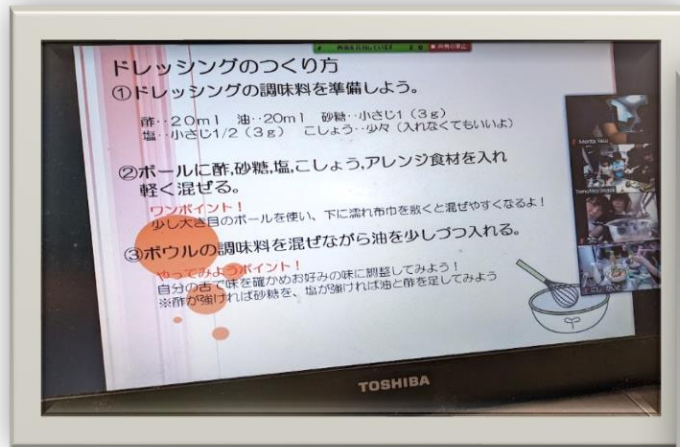 ドレッシングのつくり方
①ドレッシングの調味料を準備しよう。
酢‥20ml 油‥20ml 砂糖‥小さじ1（3g）
塩‥小さじ1/2（3g） こしょう‥少々（入れなくてもいいよ）
②ボールに酢,砂糖,塩,こしょう,アレンジ食材を入れ
軽く混ぜる。
ワンポイント！
少し大き目のボールを使い、下に濡れ布巾を敷くと混ぜやすくなるよ！
③ボウルの調味料を混ぜながら油を少しづつ入れる。
やってみようポイント！
自分の舌で味を確かめお好みの味に調整してみよう！
※酢が強ければ砂糖を、塩が強ければ油と酢を足してみよう
TOSHIBA